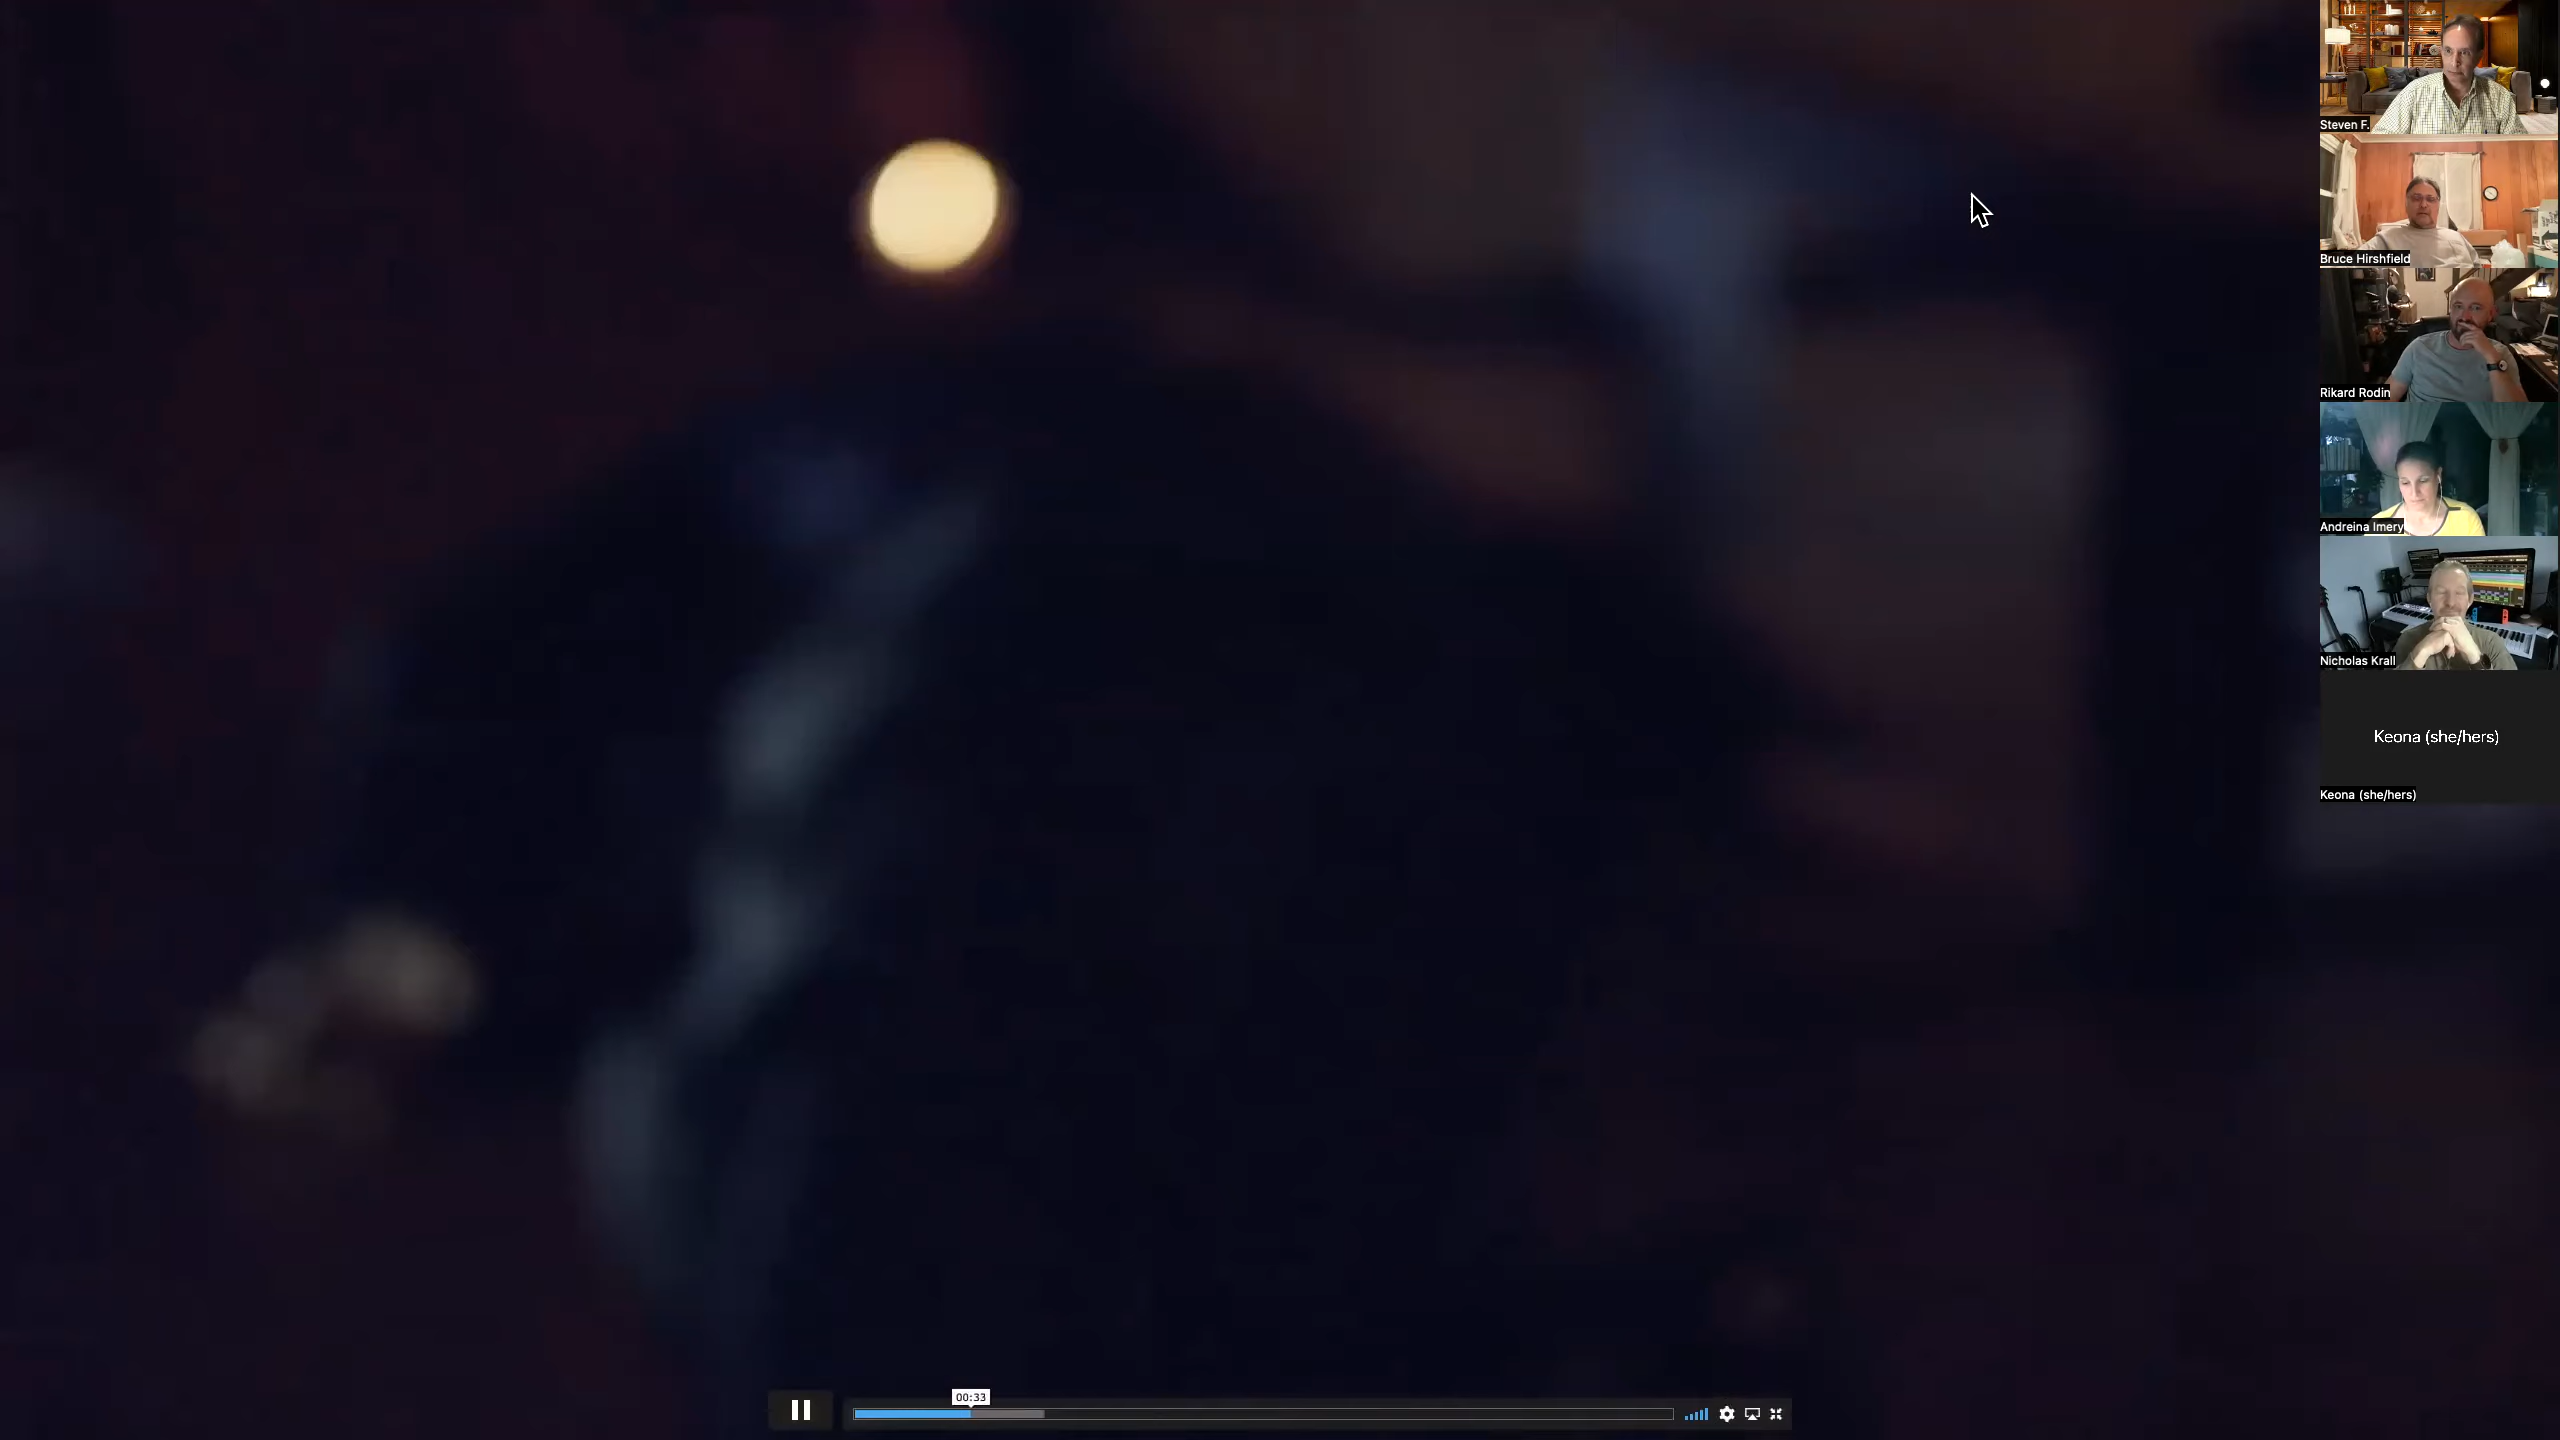 Steven F.
Bruce Hirshfield
Rikard Rodin
Andreina Imery
Nicholas Krall
Keona (she/hers)
Keona (she/hers)
00:33